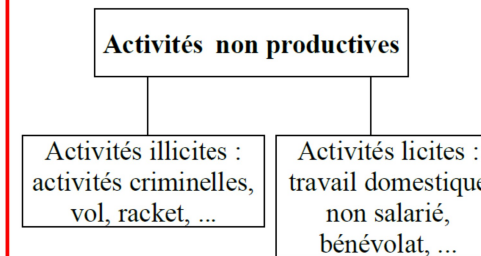 Activités non productives
Activités illicites :
activités criminelles,
vol, racket, ...
Activités licites :
travail domestique
non salarié,
bénévolat, ...